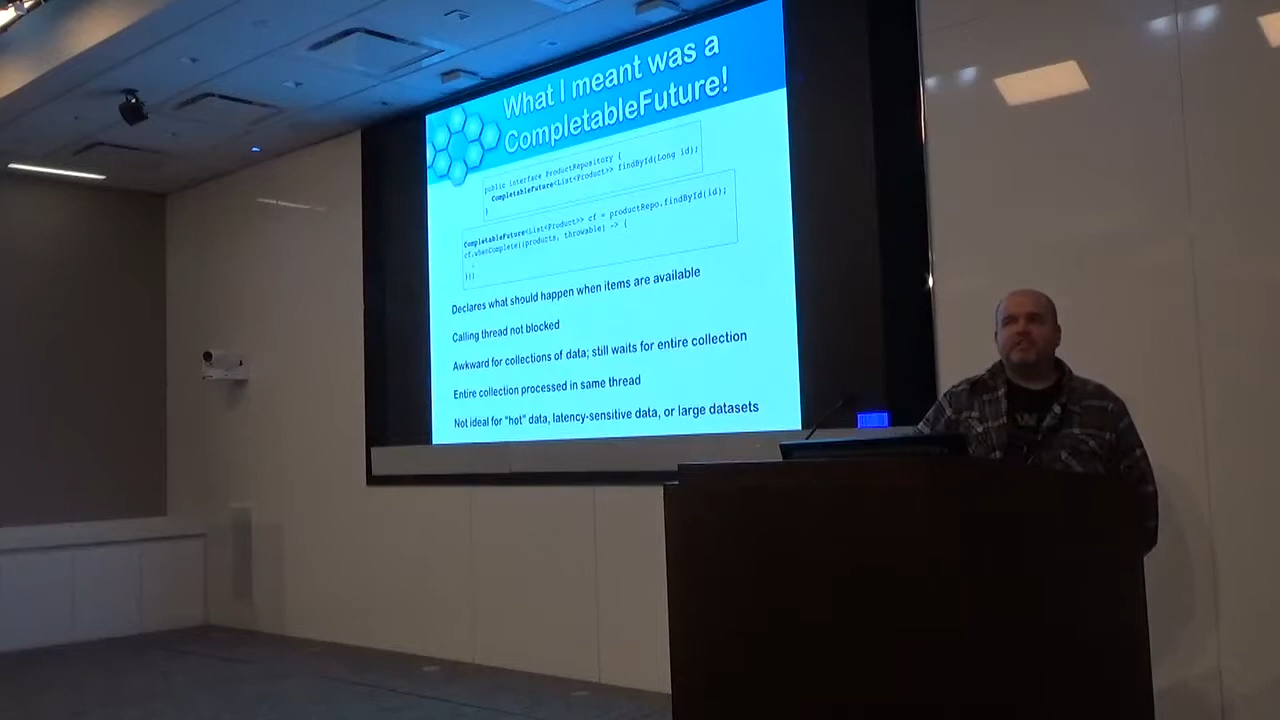 What I meant was a
CompletableFuture!
public interface ProductRepository {
CompletableFuture<List<Product>> findById(Long id);
}
CompletableFuture<List<Product>> cf = productRepo.findById(id);
cf.whenComplete((products, throwable) -> {
});
Declares what should happen when items are available
Calling thread not blocked
Awkward for collections of data; still waits for entire collection
Entire collection processed in same thread
Not ideal for "hot" data, latency-sensitive data, or large datasets